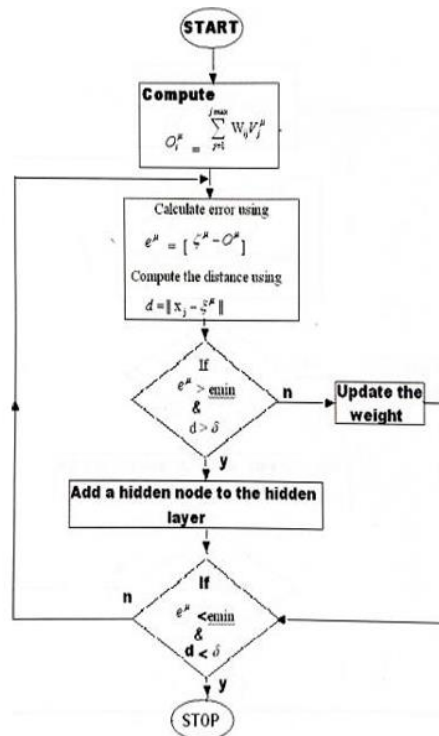 START
Compute
jmax
O_i^μ = Σ W_ij V_j^μ
j=1
Calculate error using
e^μ = [ ζ^μ - O^μ ]
Compute the distance using
d = || x_j - ξ^μ ||
If
e^μ > emin
&
d > δ
n
Update the
weight
y
Add a hidden node to the hidden
layer
n
If
e^μ < emin
&
d < δ
y
STOP